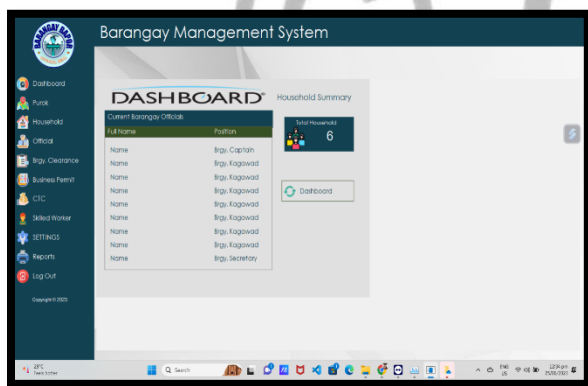 Barangay Management System
Dashboard
Purok
Household
Official
Brgy. Clearance
Business Permit
CTC
Skilled Worker
SETTINGS
Reports
Log Out
Copyright © 2023
DASHBOARD
Current Barangay Officials
Full Name Position
Name Brgy. Captain
Name Brgy. Kagawad
Name Brgy. Kagawad
Name Brgy. Kagawad
Name Brgy. Kagawad
Name Brgy. Kagawad
Name Brgy. Kagawad
Name Brgy. Kagawad
Name Brgy. Secretary
Household Summary
Total Household
6
Dashboard
Search
ENG
US